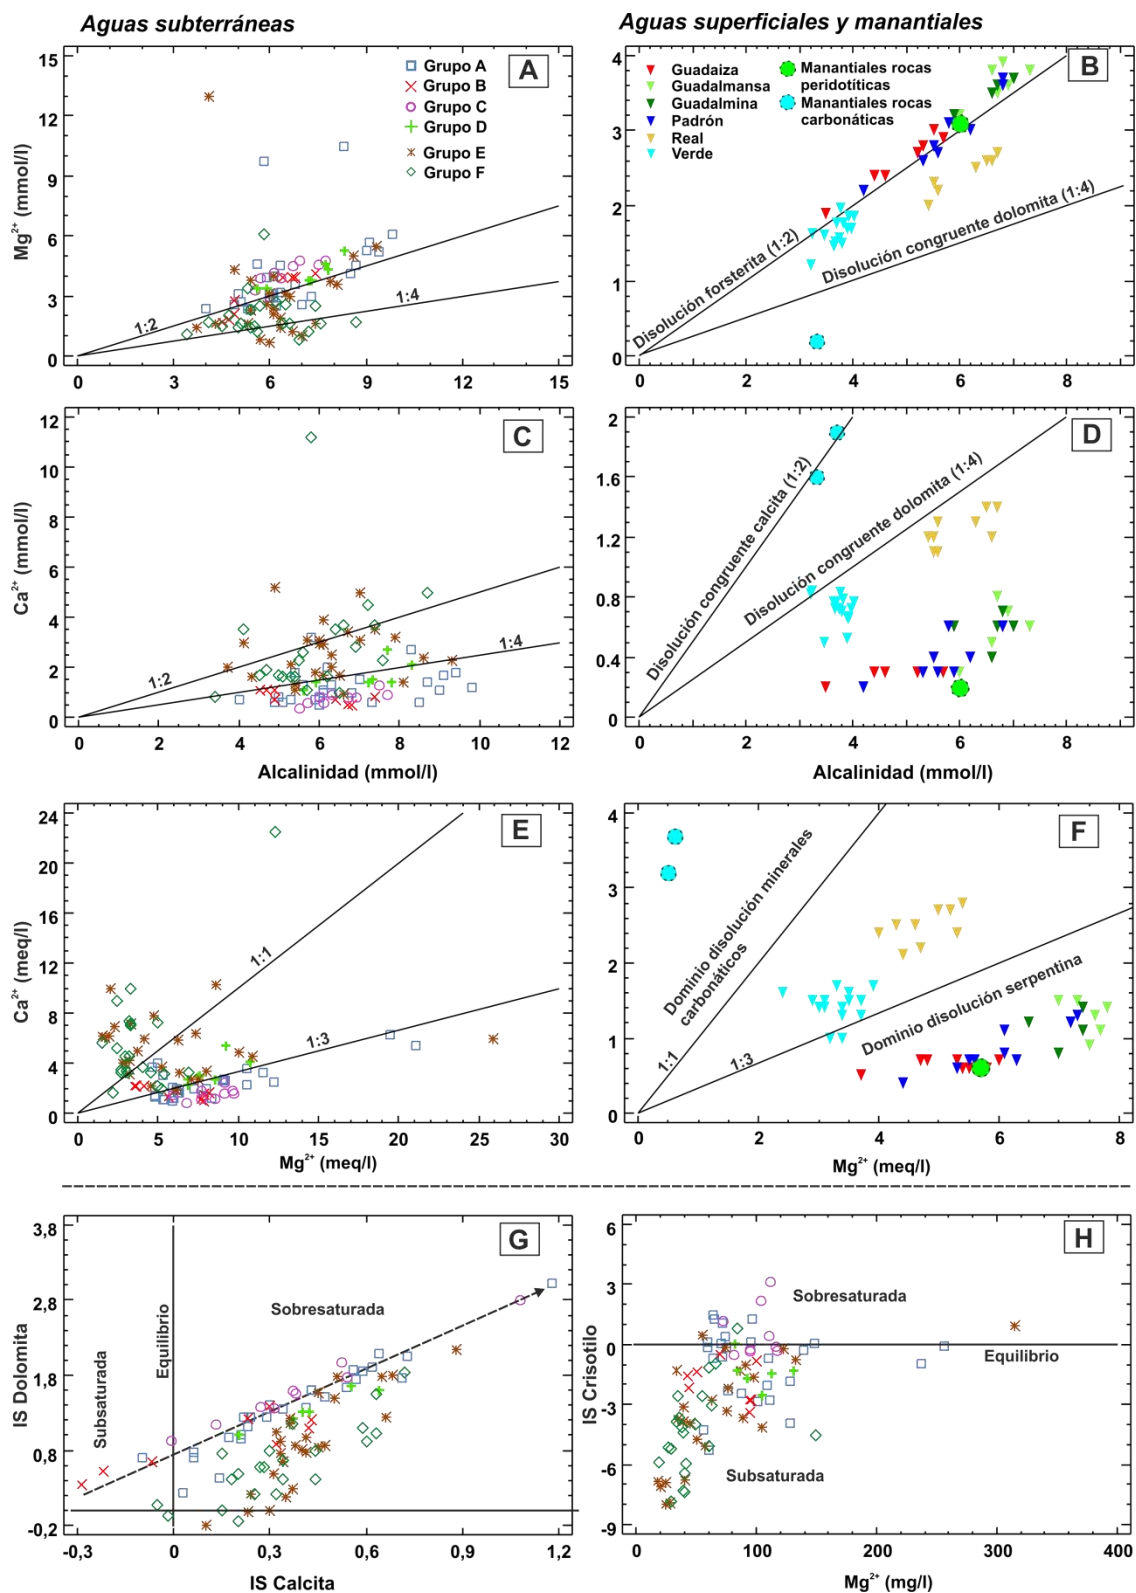 Aguas subterráneas
Aguas superficiales y manantiales
A
Grupo A
Grupo B
Grupo C
Grupo D
Grupo E
Grupo F
1:2
1:4
Mg²⁺ (mmol/l)
15
12
9
6
3
0
0
3
6
9
12
15
B
Guadaiza
Guadalmansa
Guadalmina
Padrón
Real
Verde
Manantiales rocas
peridotíticas
Manantiales rocas
carbonáticas
Disolución forsterita (1:2)
Disolución congruente dolomita (1:4)
4
3
2
1
0
0
2
4
6
8
C
1:2
1:4
Ca²⁺ (mmol/l)
12
10
8
6
4
2
0
0
2
4
6
8
10
12
Alcalinidad (mmol/l)
D
Disolución congruente calcita (1:2)
Disolución congruente dolomita (1:4)
2
1.6
1.2
0.8
0.4
0
0
2
4
6
8
Alcalinidad (mmol/l)
E
1:1
1:3
Ca²⁺ (meq/l)
24
20
16
12
8
4
0
0
5
10
15
20
25
30
Mg²⁺ (meq/l)
F
Dominio disolución minerales
carbonáticos
Dominio disolución serpentina
1:1
1:3
4
3
2
1
0
0
2
4
6
8
Mg²⁺ (meq/l)
G
Sobresaturada
Equilibrio
Subsaturada
IS Dolomita
3,8
2,8
1,8
0,8
-0,2
-0,3
0
0,3
0,6
0,9
1,2
IS Calcita
H
Sobresaturada
Equilibrio
Subsaturada
IS Crisotilo
6
3
0
-3
-6
-9
0
100
200
300
400
Mg²⁺ (mg/l)